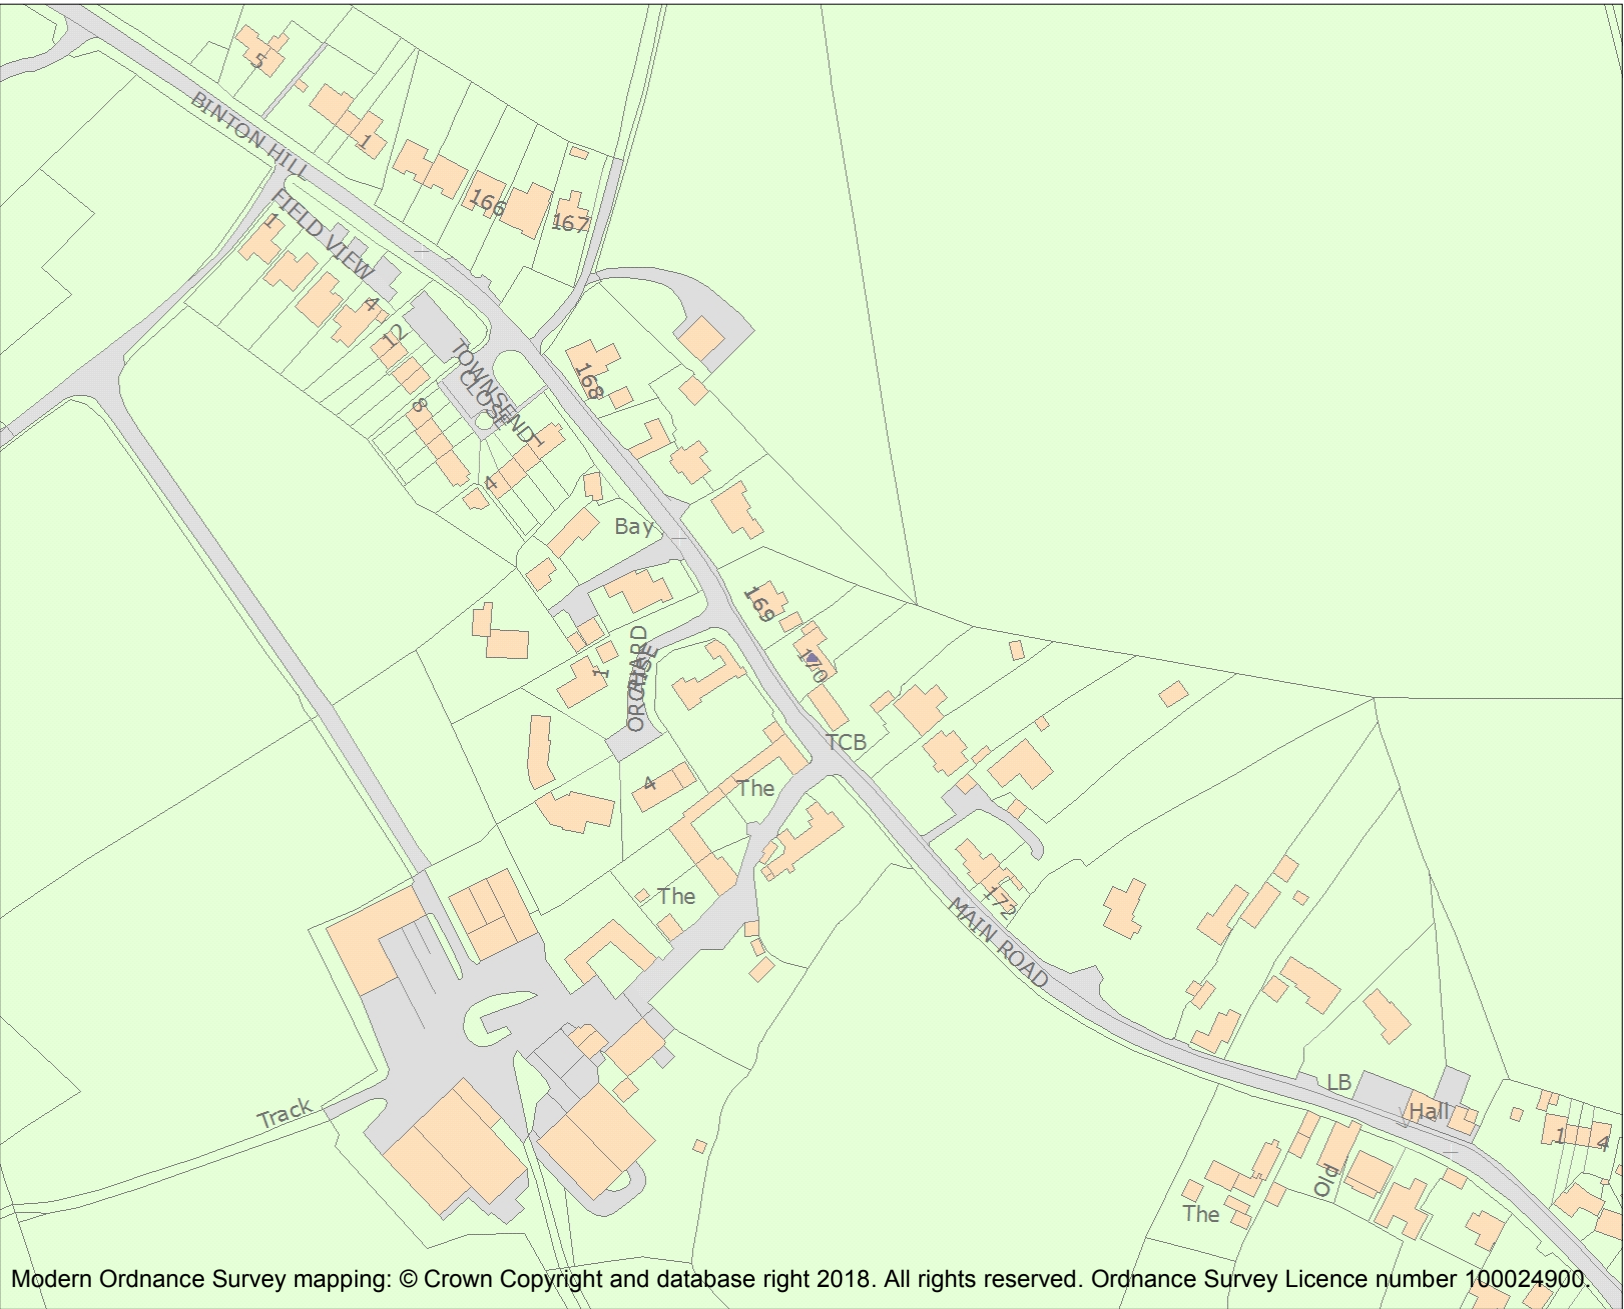 5
BINTON HILL
1
166
167
FIELD VIEW
1
4
12
TOWNSEND
CLOSE
168
8
1
4
Bay
169
ORCHARD
RISE
1
170
TCB
4
The
The
172
MAIN ROAD
Track
LB
Hall
1
4
Old
The
Modern Ordnance Survey mapping: © Crown Copyright and database right 2018. All rights reserved. Ordnance Survey Licence number 100024900.